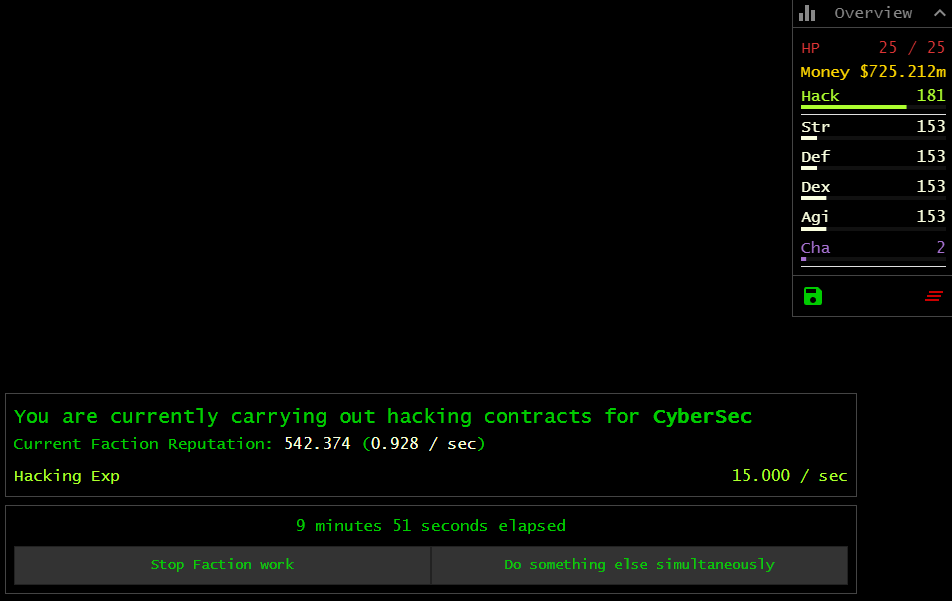 Overview
HP 25 / 25
Money $725.212m
Hack 181
Str 153
Def 153
Dex 153
Agi 153
Cha 2
You are currently carrying out hacking contracts for CyberSec
Current Faction Reputation: 542.374 (0.928 / sec)
Hacking Exp 15.000 / sec
9 minutes 51 seconds elapsed
Stop Faction work Do something else simultaneously